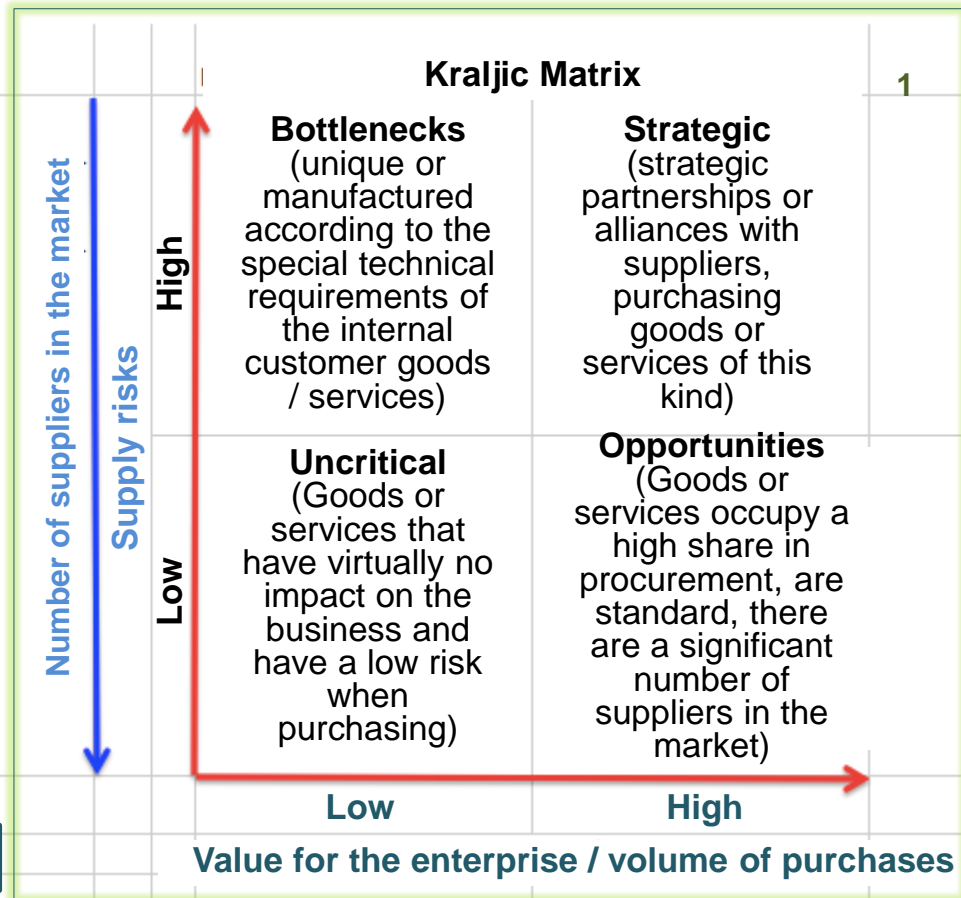 Kraljic Matrix
1
Number of suppliers in the market
Supply risks
High
Low
Bottlenecks
(unique or
manufactured
according to the
special technical
requirements of
the internal
customer goods
/ services)
Strategic
(strategic
partnerships or
alliances with
suppliers,
purchasing
goods or
services of this
kind)
Uncritical
(Goods or
services that
have virtually no
impact on the
business and
have a low risk
when
purchasing)
Opportunities
(Goods or
services occupy a
high share in
procurement, are
standard, there
are a significant
number of
suppliers in the
market)
Low
High
Value for the enterprise / volume of purchases